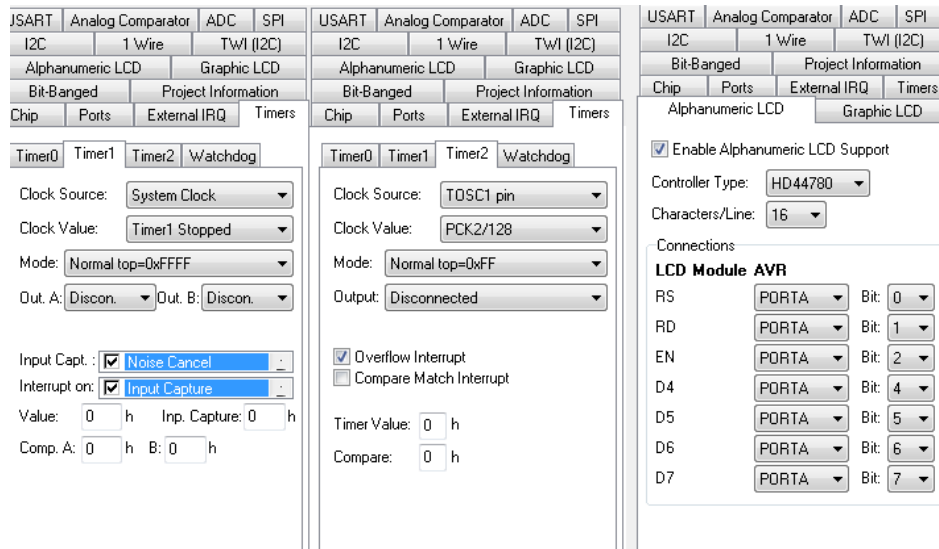 USART Analog Comparator ADC SPI
I2C 1 Wire TWI (I2C)
Alphanumeric LCD Graphic LCD
Bit-Banged Project Information
Chip Ports External IRQ Timers
Timer0 Timer1 Timer2 Watchdog
Clock Source: System Clock
Clock Value: Timer1 Stopped
Mode: Normal top=0xFFFF
Out. A: Discon. Out. B: Discon.
Input Capt. : Noise Cancel
Interrupt on: Input Capture
Value: 0 h Inp. Capture: 0 h
Comp. A: 0 h B: 0 h
USART Analog Comparator ADC SPI
I2C 1 Wire TWI (I2C)
Alphanumeric LCD Graphic LCD
Bit-Banged Project Information
Chip Ports External IRQ Timers
Timer0 Timer1 Timer2 Watchdog
Clock Source: TOSC1 pin
Clock Value: PCK2/128
Mode: Normal top=0xFF
Output: Disconnected
Overflow Interrupt
Compare Match Interrupt
Timer Value: 0 h
Compare: 0 h
USART Analog Comparator ADC SPI
I2C 1 Wire TWI (I2C)
Bit-Banged Project Information
Chip Ports External IRQ Timers
Alphanumeric LCD Graphic LCD
Enable Alphanumeric LCD Support
Controller Type: HD44780
Characters/Line: 16
Connections
LCD Module AVR
RS PORTA Bit: 0
RD PORTA Bit: 1
EN PORTA Bit: 2
D4 PORTA Bit: 4
D5 PORTA Bit: 5
D6 PORTA Bit: 6
D7 PORTA Bit: 7